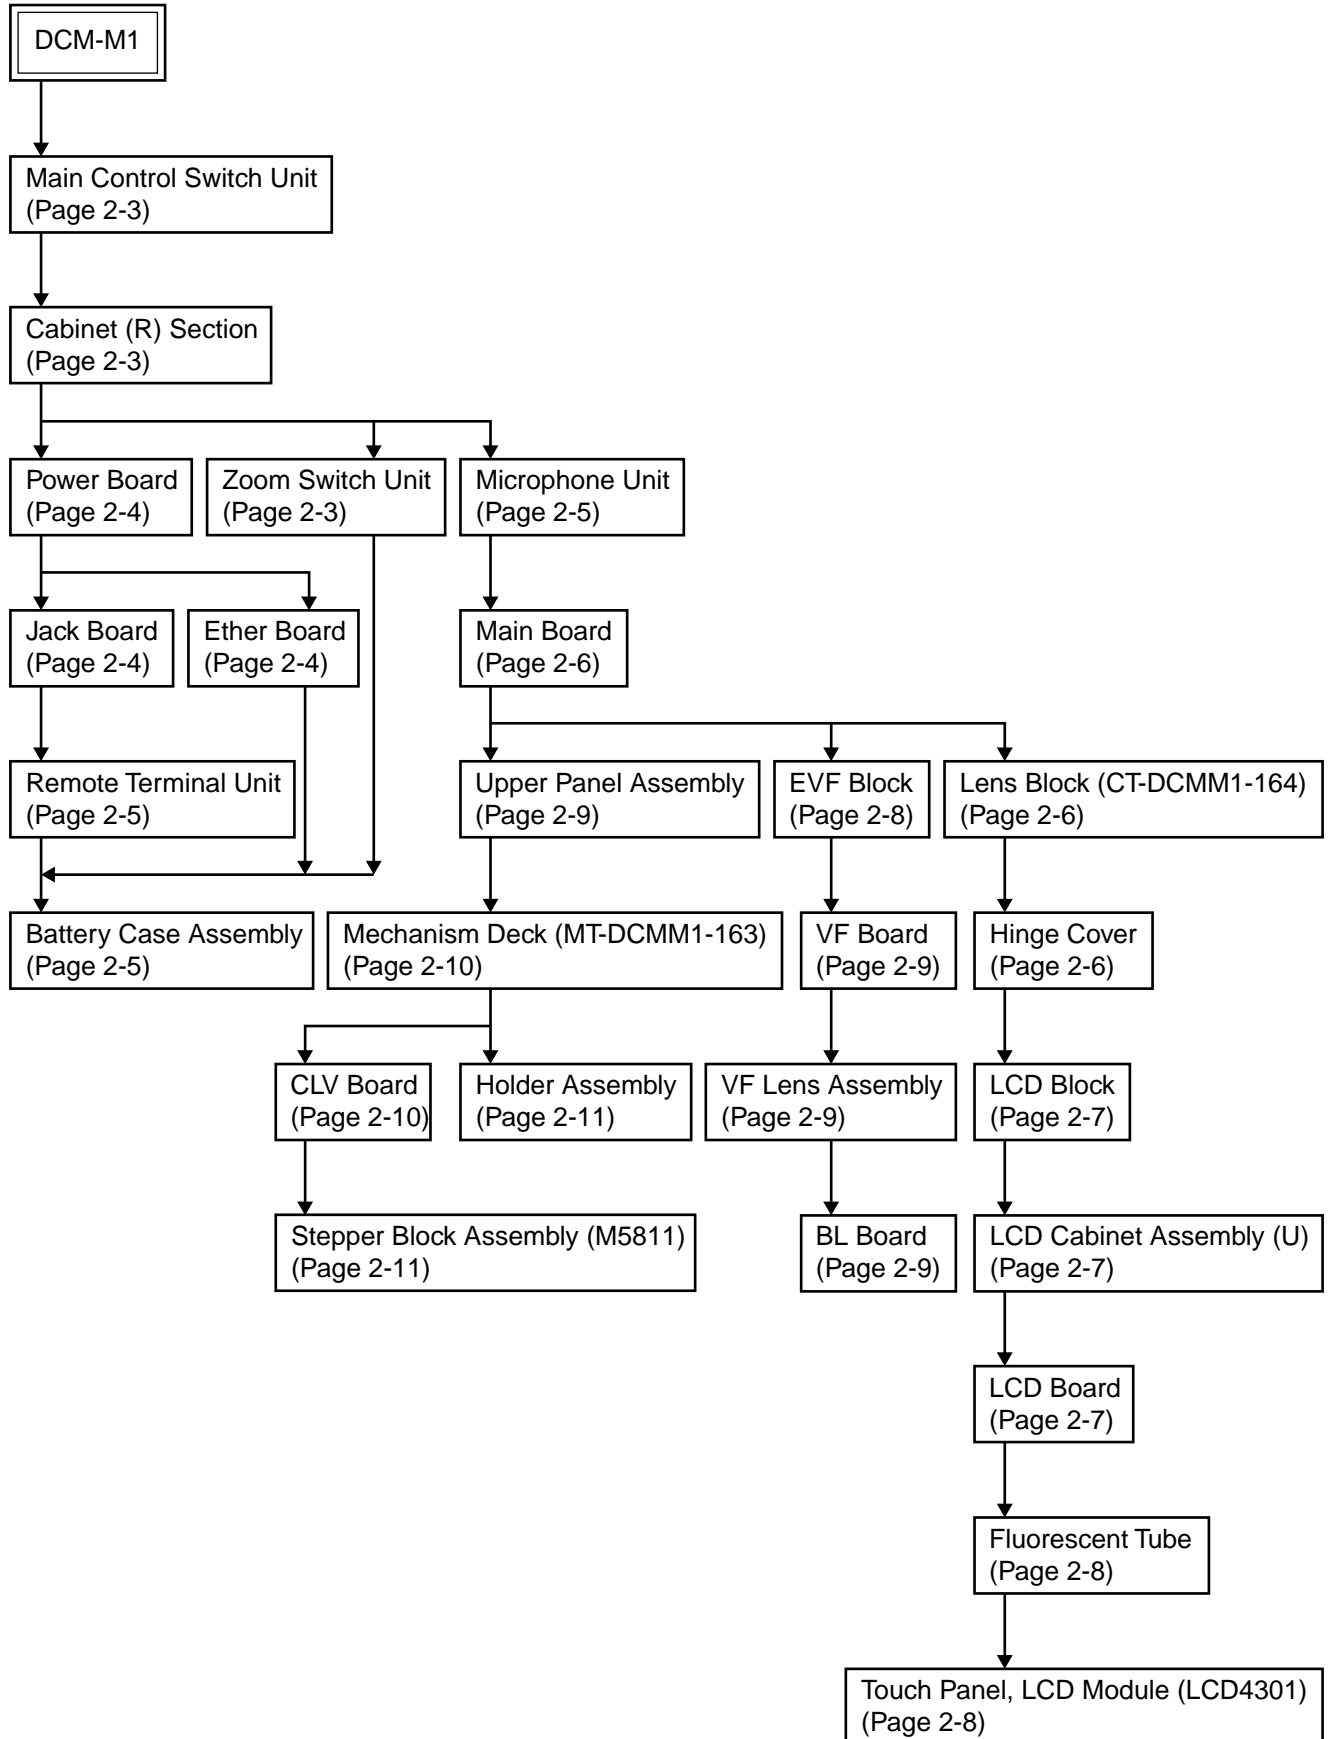 DCM-M1
Main Control Switch Unit
(Page 2-3)
Cabinet (R) Section
(Page 2-3)
Power Board
(Page 2-4)
Zoom Switch Unit
(Page 2-3)
Microphone Unit
(Page 2-5)
Jack Board
(Page 2-4)
Ether Board
(Page 2-4)
Main Board
(Page 2-6)
Remote Terminal Unit
(Page 2-5)
Upper Panel Assembly
(Page 2-9)
EVF Block
(Page 2-8)
Lens Block (CT-DCMM1-164)
(Page 2-6)
Battery Case Assembly
(Page 2-5)
Mechanism Deck (MT-DCMM1-163)
(Page 2-10)
VF Board
(Page 2-9)
Hinge Cover
(Page 2-6)
CLV Board
(Page 2-10)
Holder Assembly
(Page 2-11)
VF Lens Assembly
(Page 2-9)
LCD Block
(Page 2-7)
Stepper Block Assembly (M5811)
(Page 2-11)
BL Board
(Page 2-9)
LCD Cabinet Assembly (U)
(Page 2-7)
LCD Board
(Page 2-7)
Fluorescent Tube
(Page 2-8)
Touch Panel, LCD Module (LCD4301)
(Page 2-8)